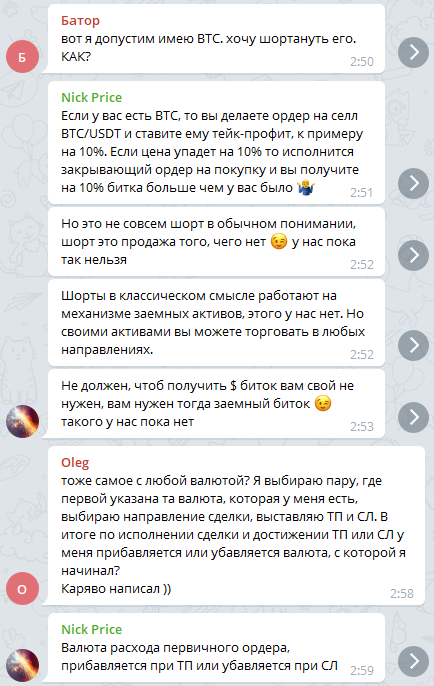 Батор
вот я допустим имею BTC. хочу шортануть его.
КАК?
2:50
Б
Nick Price
Если у вас есть BTC, то вы делаете ордер на селл
BTC/USDT и ставите ему тейк-профит, к примеру
на 10%. Если цена упадет на 10% то исполнится
закрывающий ордер на покупку и вы получите
на 10% битка больше чем у вас было 🤷‍♂️
2:51
Но это не совсем шорт в обычном понимании,
шорт это продажа того, чего нет 😉 у нас пока
так нельзя
2:52
Шорты в классическом смысле работают на
механизме заемных активов, этого у нас нет. Но
своими активами вы можете торговать в любых
направлениях.
2:52
Не должен, чтоб получить $ биток вам свой не
нужен, вам нужен тогда заемный биток 😉
такого у нас пока нет
2:53
Oleg
тоже самое с любой валютой? Я выбираю пару, где
первой указана та валюта, которая у меня есть,
выбираю направление сделки, выставляю ТП и СЛ. В
итоге по исполнении сделки и достижении ТП или СЛ у
меня прибавляется или убавляется валюта, с которой я
начинал?
Каряво написал ))
2:58
О
Nick Price
Валюта расхода первичного ордера,
прибавляется при ТП или убавляется при СЛ
2:59